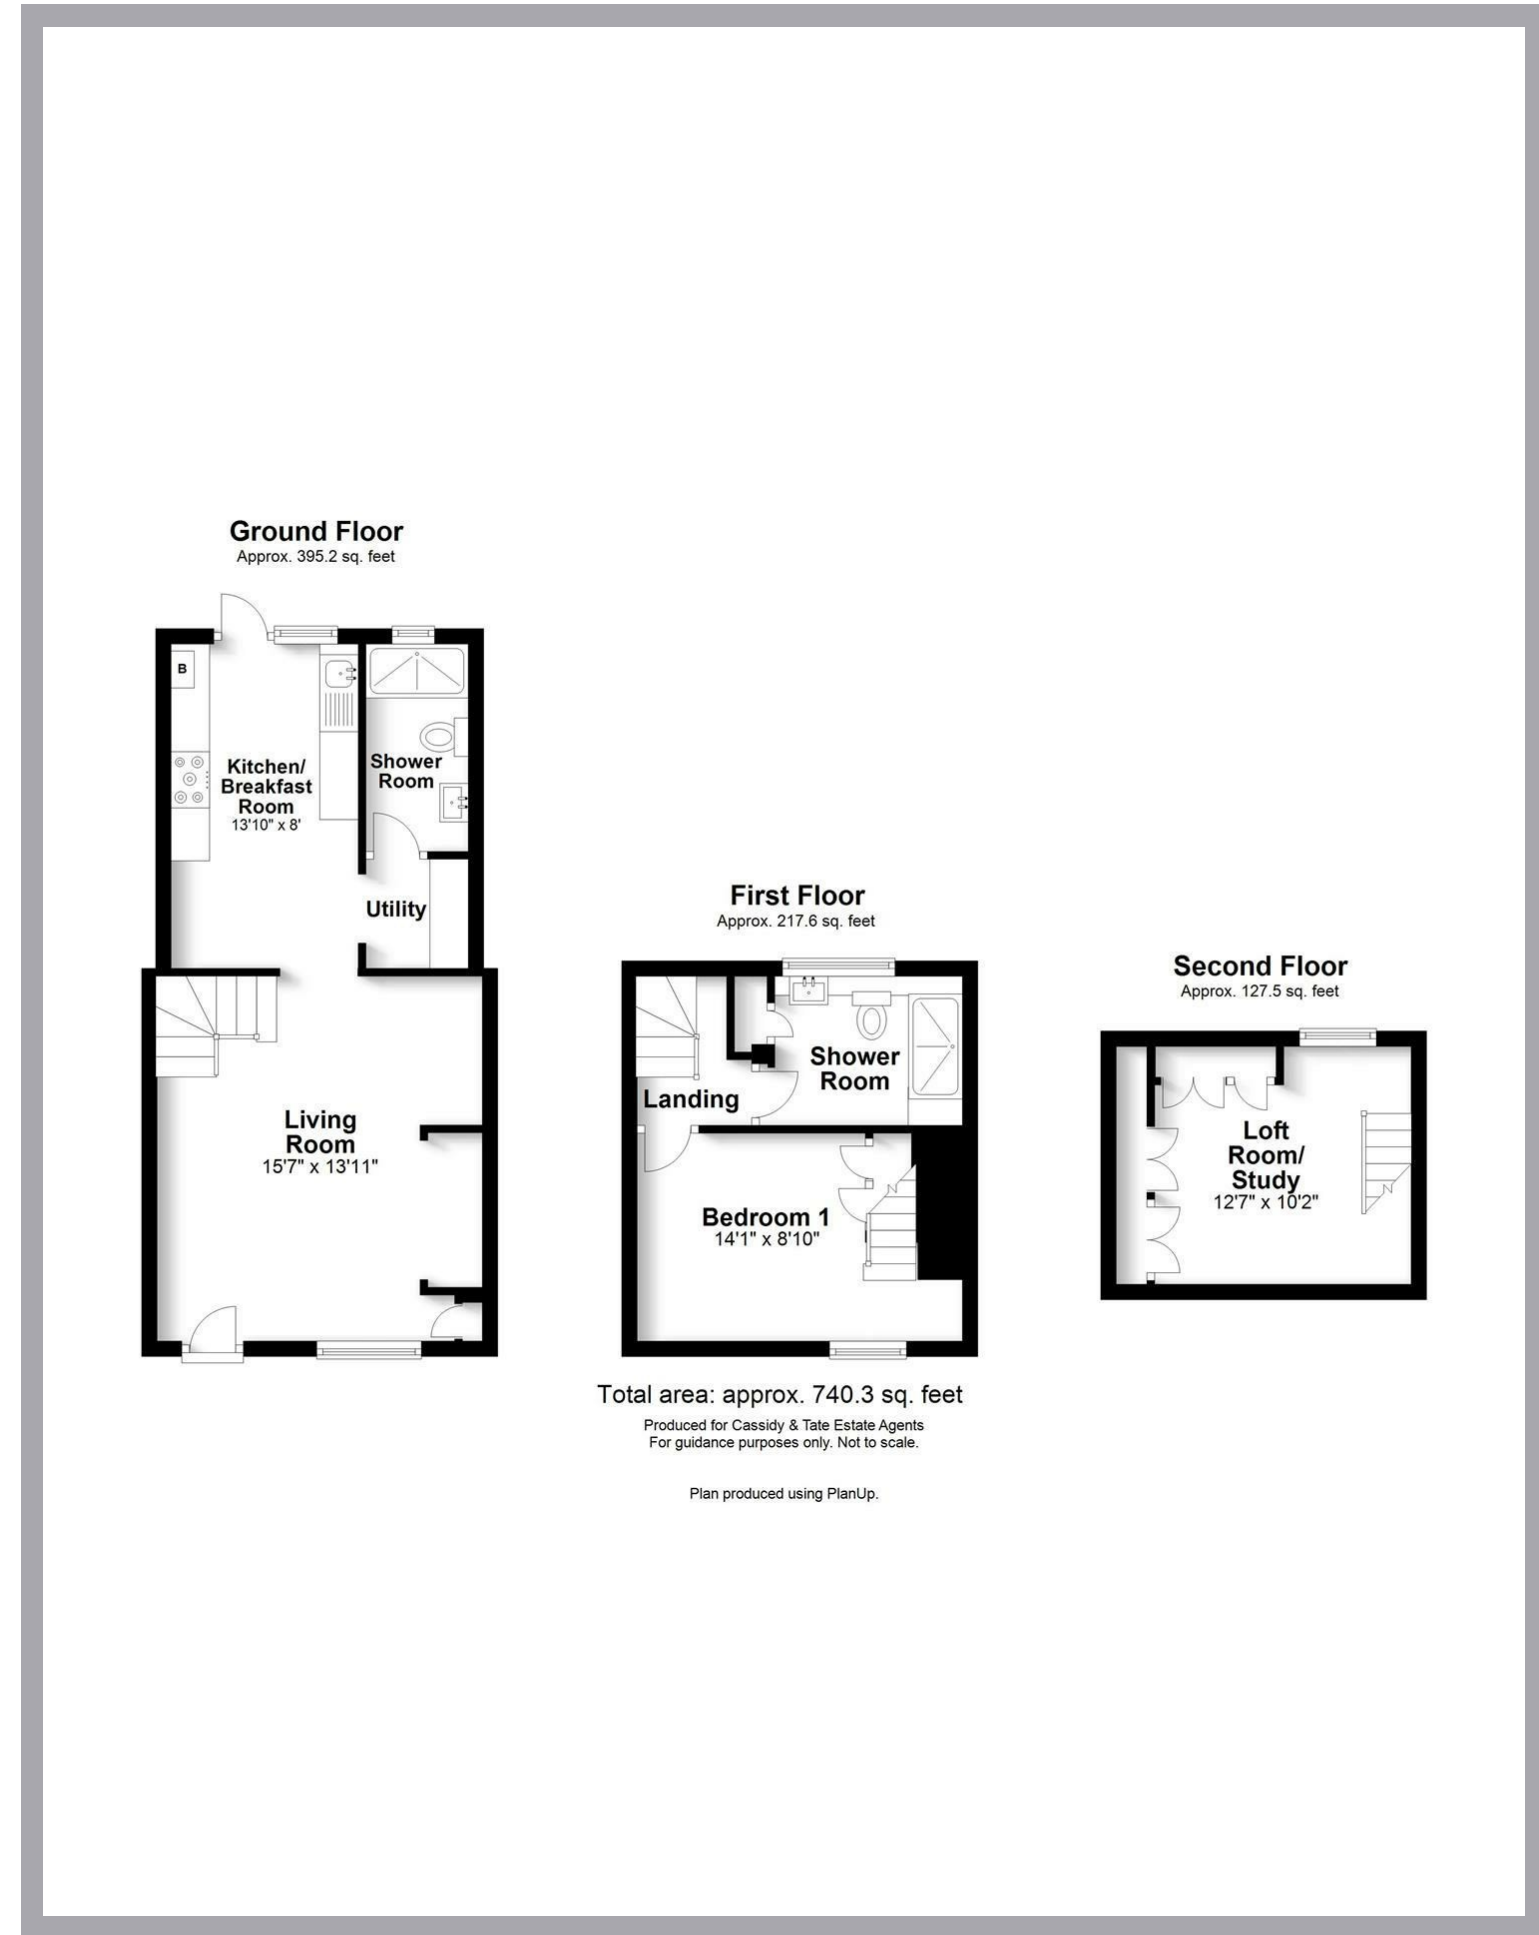 Ground Floor
Approx. 395.2 sq. feet
B
Kitchen/
Breakfast
Room
13'10" x 8'
Shower
Room
Utility
Living
Room
15'7" x 13'11"
First Floor
Approx. 217.6 sq. feet
Shower
Room
Landing
Bedroom 1
14'1" x 8'10"
Second Floor
Approx. 127.5 sq. feet
Loft
Room/
Study
12'7" x 10'2"
Total area: approx. 740.3 sq. feet
Produced for Cassidy & Tate Estate Agents
For guidance purposes only. Not to scale.
Plan produced using PlanUp.